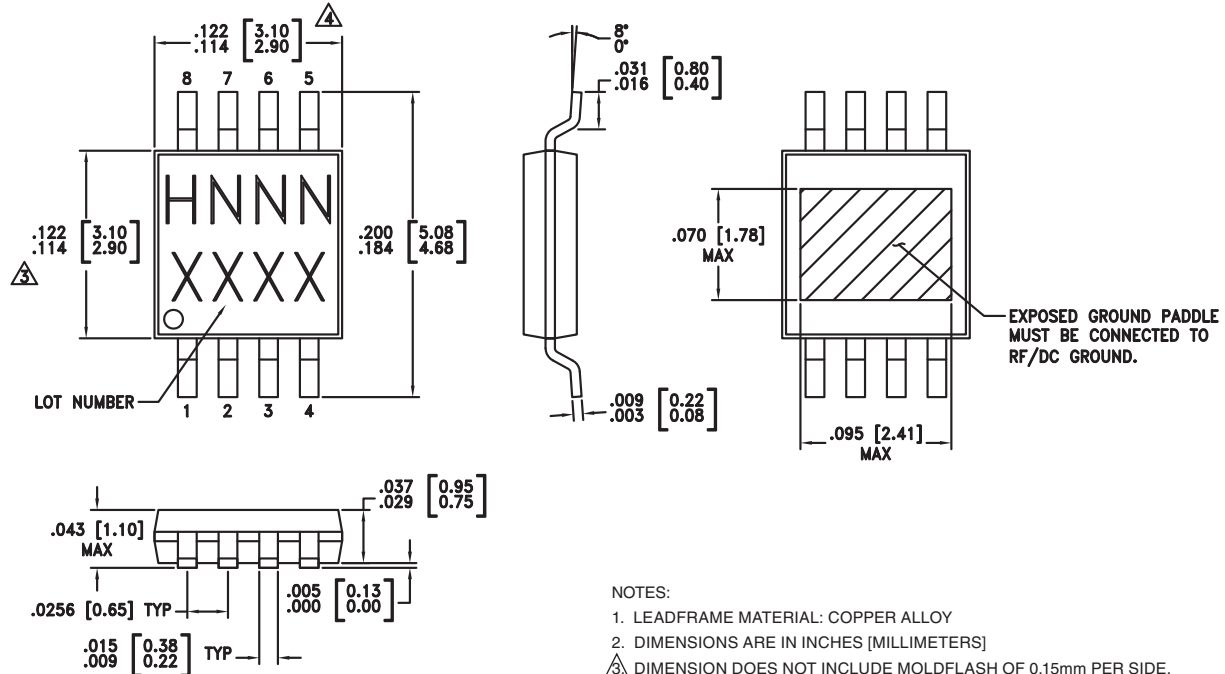 .122 [3.10]
.114 [2.90]
4
8 7 6 5
HNNN
XXXX
.122 [3.10]
.114 [2.90]
3
.200 [5.08]
.184 [4.68]
LOT NUMBER
1 2 3 4
8°
0°
.031 [0.80]
.016 [0.40]
.009 [0.22]
.003 [0.08]
.070 [1.78]
MAX
EXPOSED GROUND PADDLE
MUST BE CONNECTED TO
RF/DC GROUND.
.095 [2.41]
MAX
.037 [0.95]
.029 [0.75]
.043 [1.10]
MAX
.005 [0.13]
.000 [0.00]
.0256 [0.65] TYP
.015 [0.38]
.009 [0.22]
TYP
NOTES:
1. LEADFRAME MATERIAL: COPPER ALLOY
2. DIMENSIONS ARE IN INCHES [MILLIMETERS]
3. DIMENSION DOES NOT INCLUDE MOLDFLASH OF 0.15mm PER SIDE.